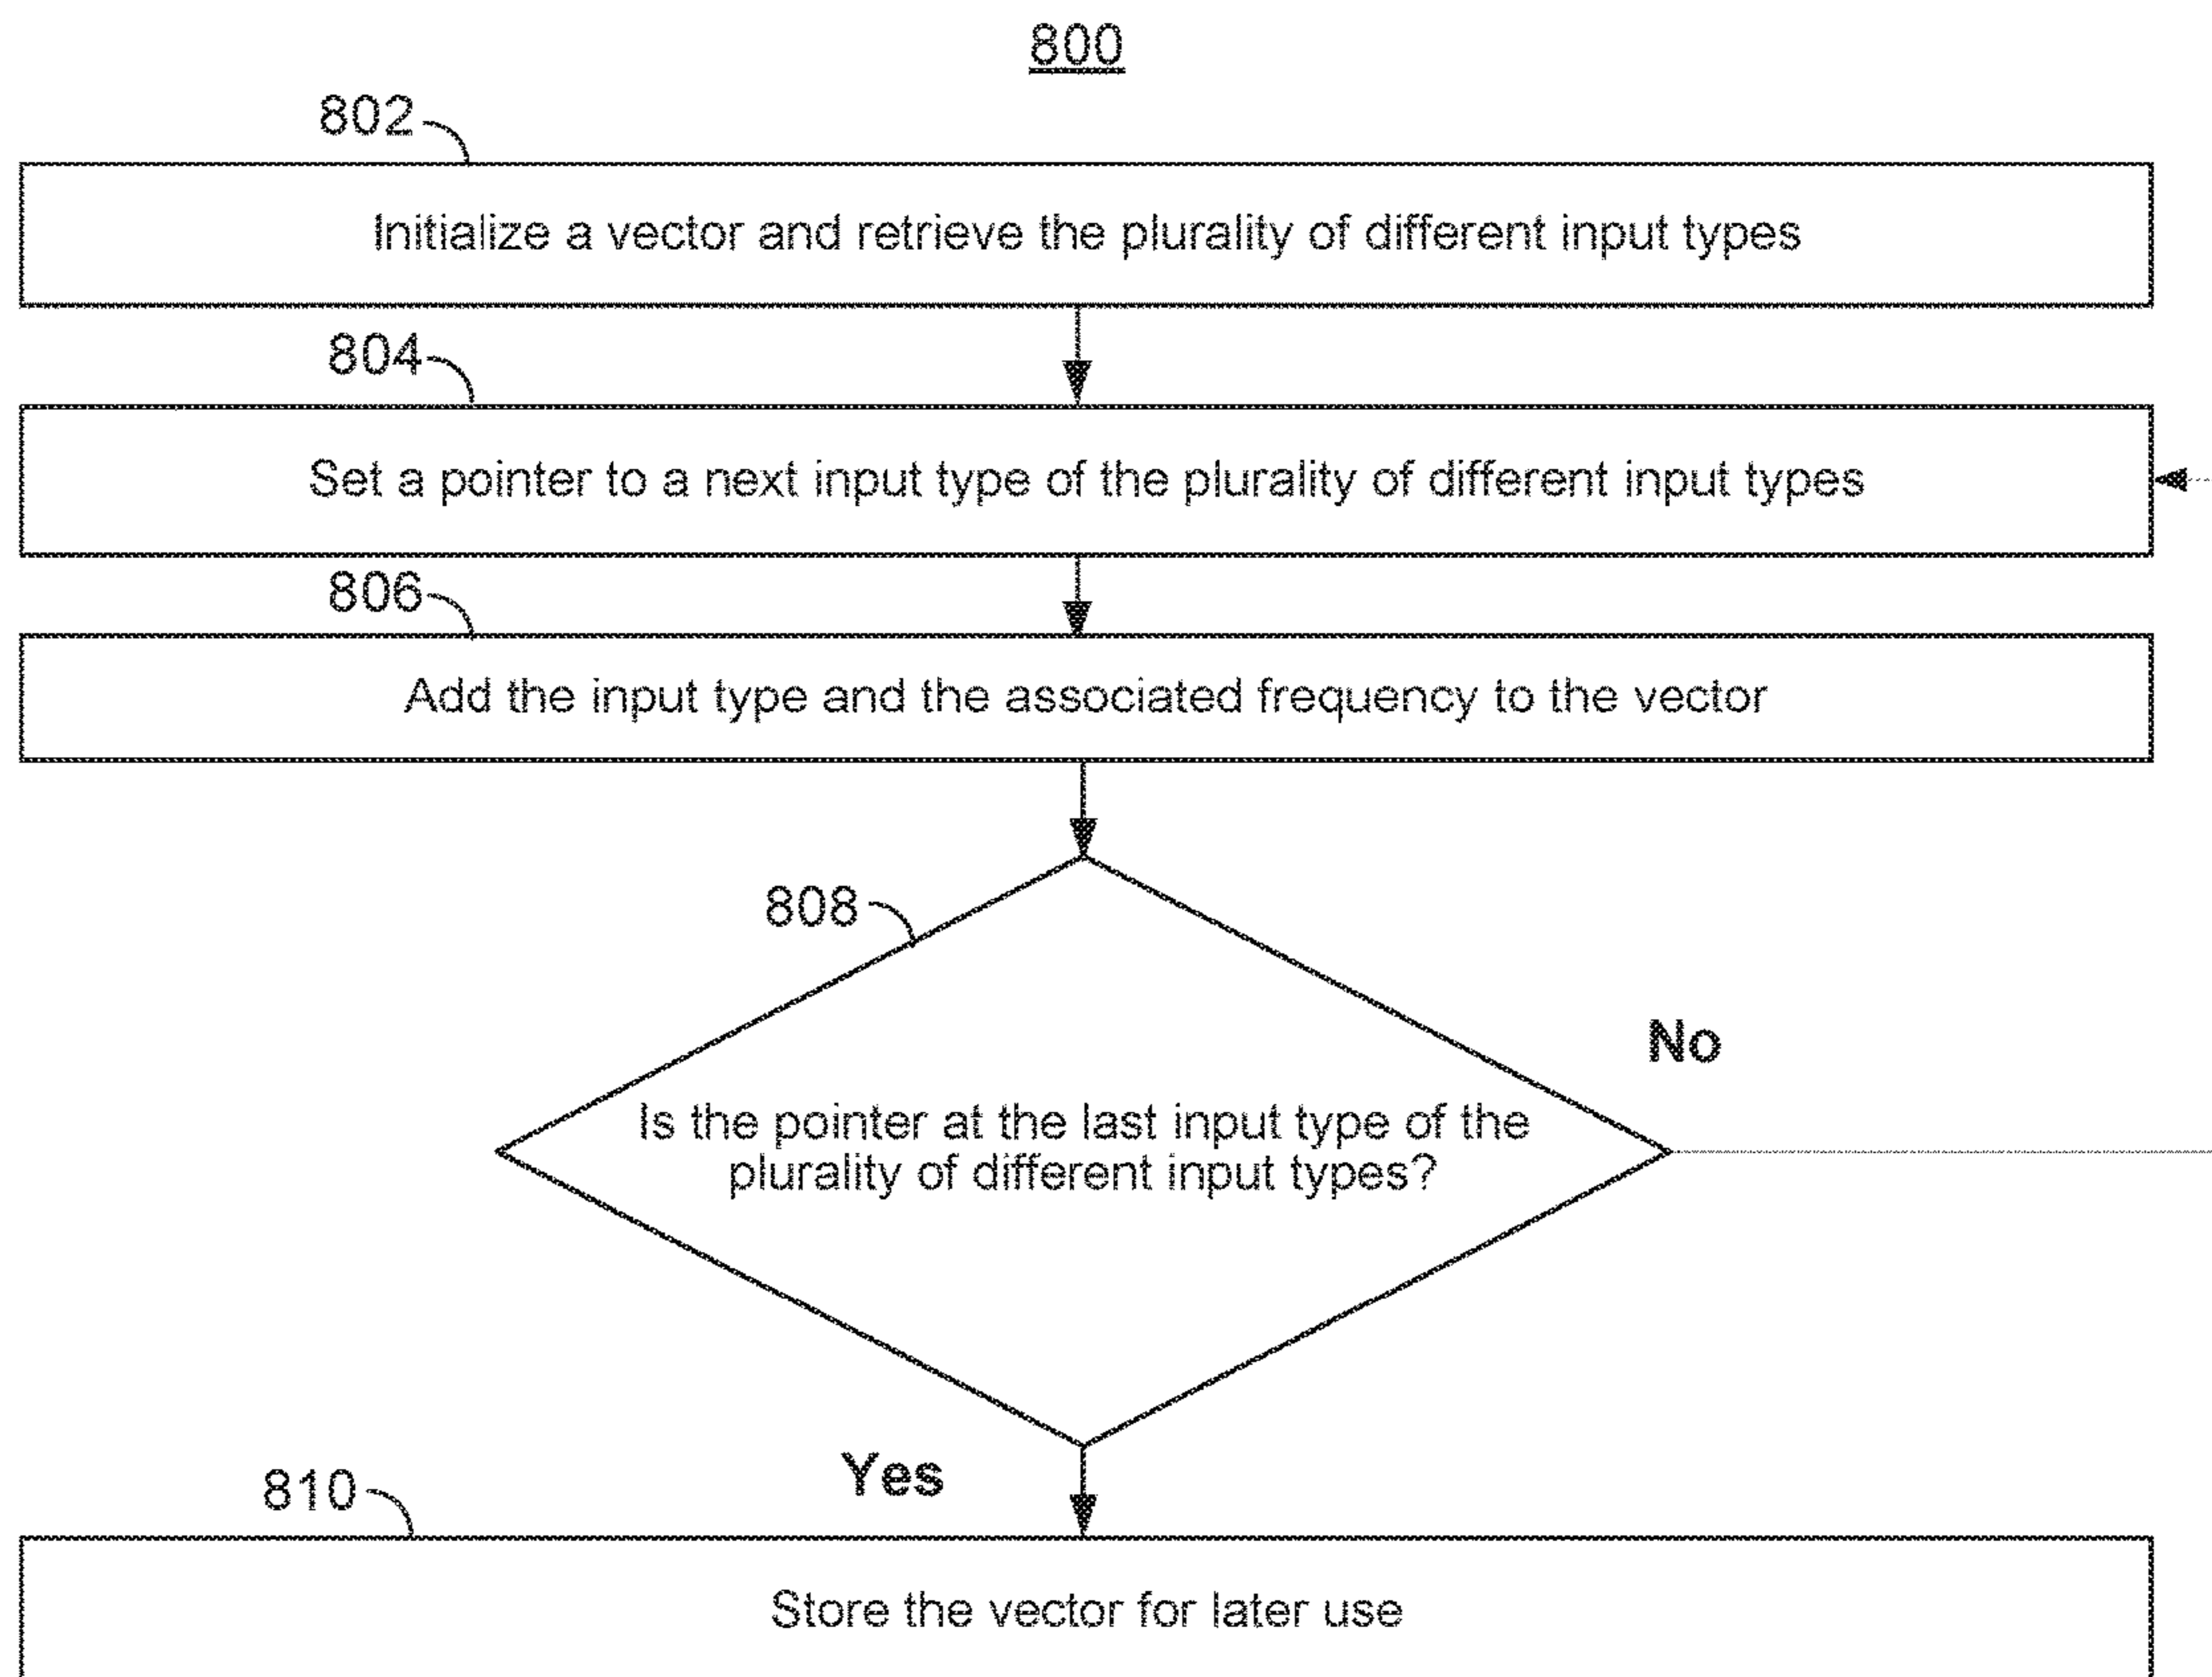 800
802
Initialize a vector and retrieve the plurality of different input types
804
Set a pointer to a next input type of the plurality of different input types
806
Add the input type and the associated frequency to the vector
808
No
Is the pointer at the last input type of the
plurality of different input types?
Yes
810
Store the vector for later use